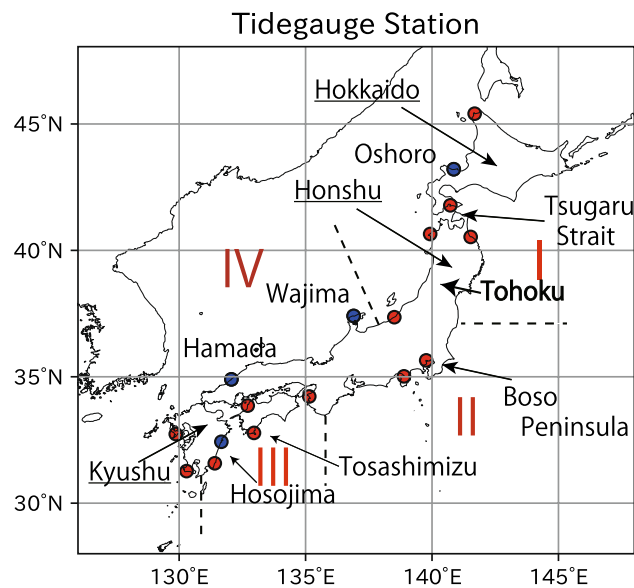 Tidegauge Station
Hokkaido
45°N
Oshoro
Honshu
Tsugaru
Strait
40°N
I
IV
Wajima
Tohoku
Hamada
35°N
Boso
Peninsula
II
Kyushu
III
Tosashimizu
Hosojima
30°N
130°E
135°E
140°E
145°E